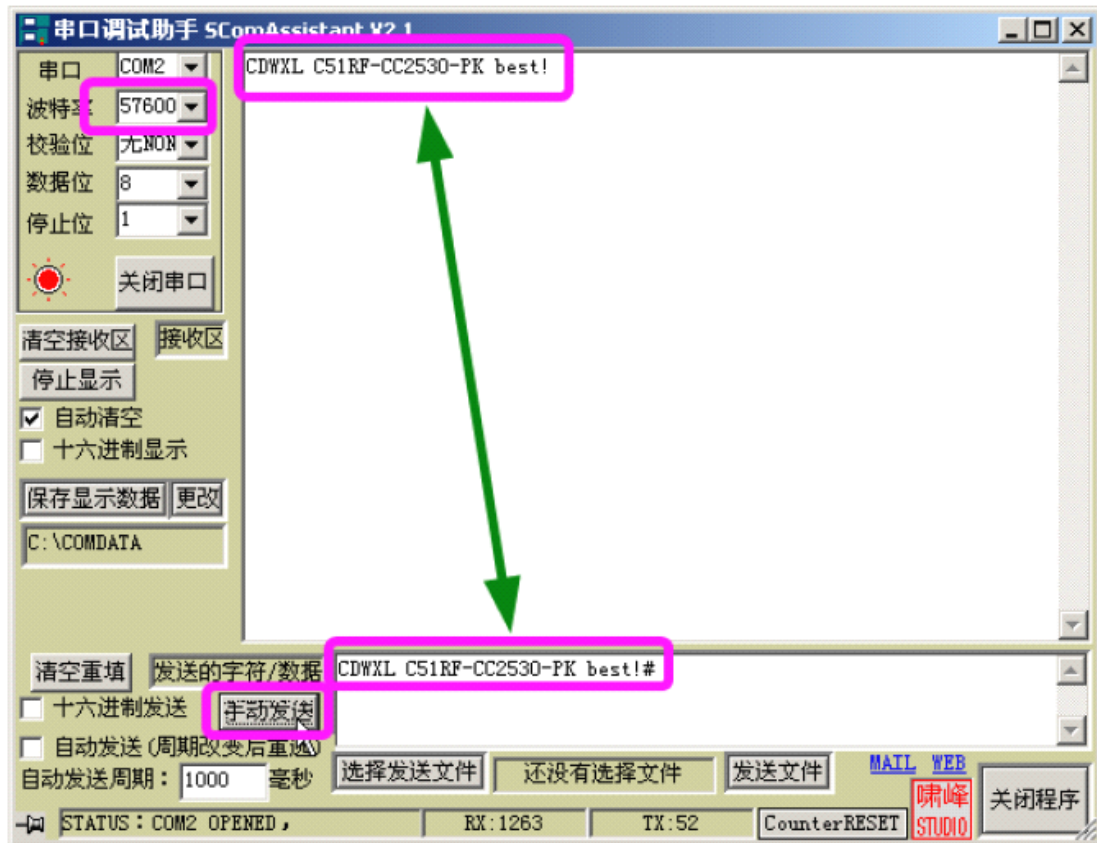 串口调试助手 SComAssistant V2.1
串口 COM2
波特率 57600
校验位 无NON
数据位 8
停止位 1
关闭串口
清空接收区 接收区
停止显示
自动清空
十六进制显示
保存显示数据 更改
C:\COMDATA
CDWXL C51RF-CC2530-PK best!
清空重填 发送的字符/数据 CDWXL C51RF-CC2530-PK best!#
十六进制发送 手动发送
自动发送(周期改变后重选)
自动发送周期： 1000 毫秒 选择发送文件 还没有选择文件 发送文件 MAIL WEB
STATUS：COM2 OPENED， RX:1263 TX:52 CounterRESET 啸峰 STUDIO 关闭程序